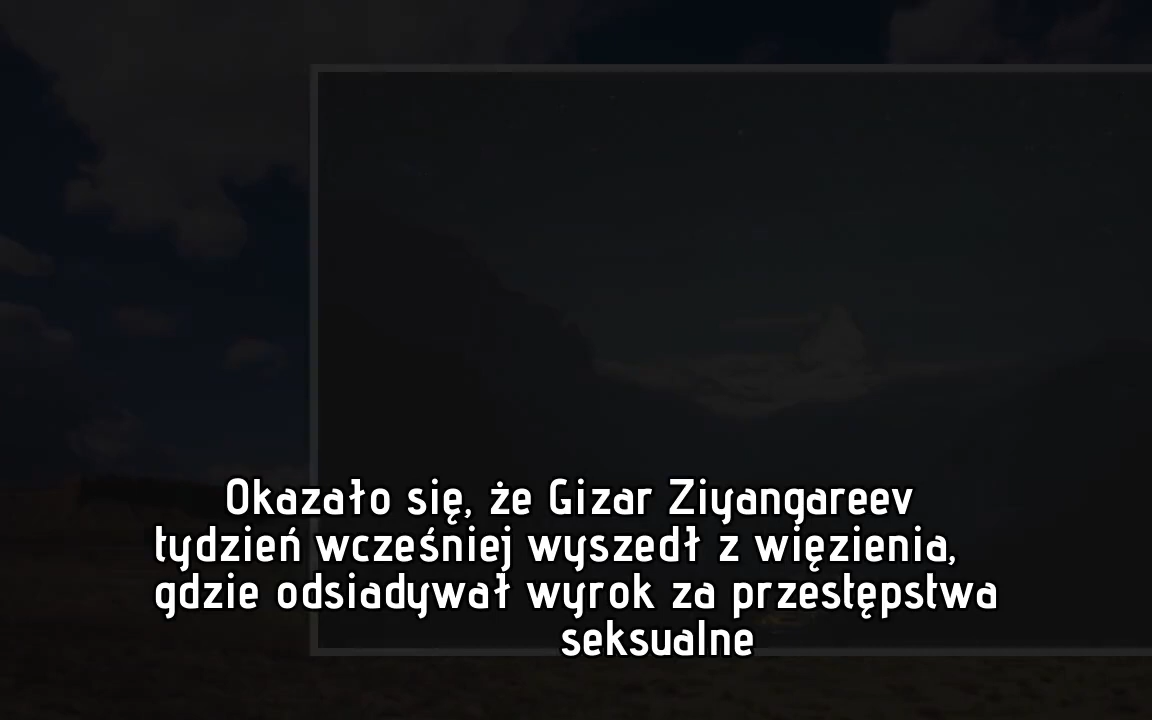 Okazało się, że Gizar Ziyangareev
tydzień wcześniej wyszedł z więzienia,
gdzie odsiadywał wyrok za przestępstwa
seksualne